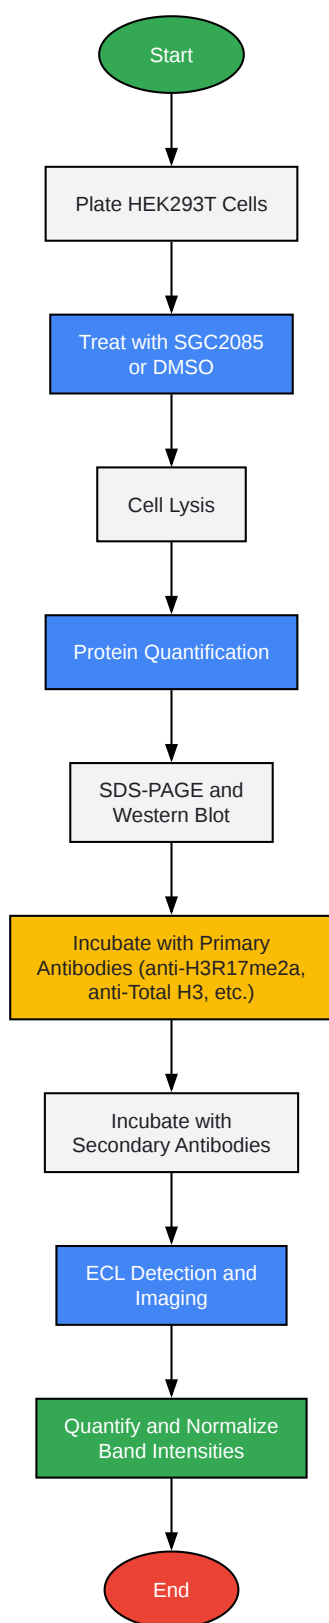 Start
Plate HEK293T Cells
Treat with SGC2085
or DMSO
Cell Lysis
Protein Quantification
SDS-PAGE and
Western Blot
Incubate with Primary
Antibodies (anti-H3R17me2a,
anti-Total H3, etc.)
Incubate with
Secondary Antibodies
ECL Detection and
Imaging
Quantify and Normalize
Band Intensities
End